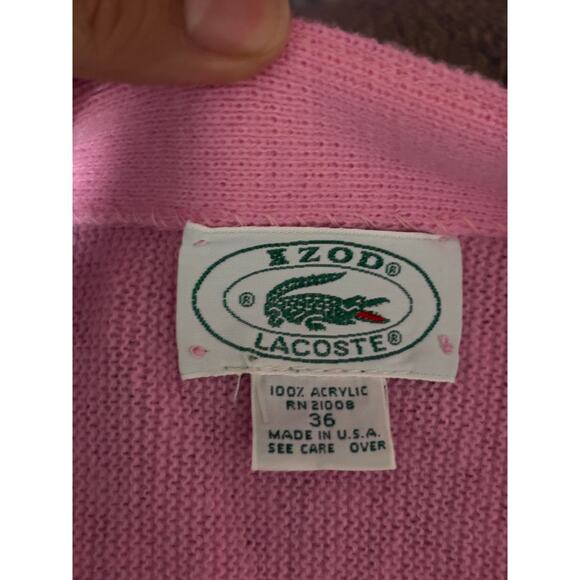 IZOD®
®
LACOSTE®
100% ACRYLIC
RN 21008
36
MADE IN U.S.A.
SEE CARE OVER